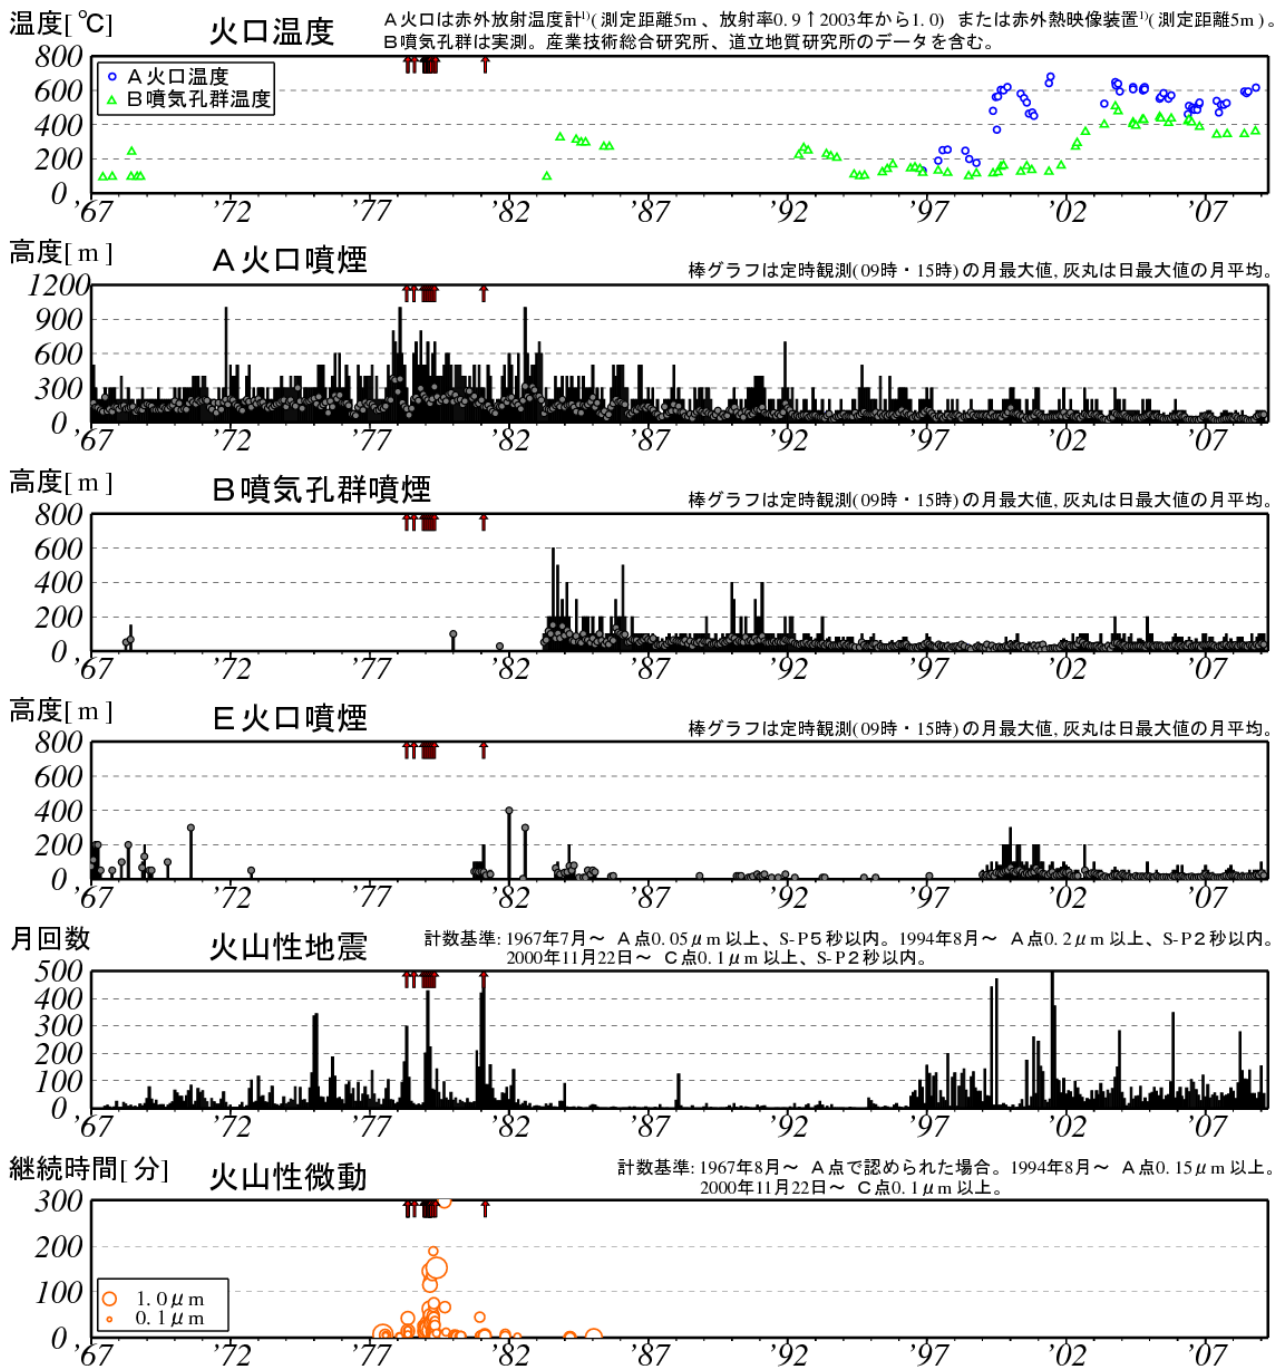 温度[℃]
火口温度
A火口は赤外放射温度計¹⁾(測定距離5m、放射率0.9↑2003年から1.0) または赤外熱映像装置¹⁾(測定距離5m)。
B噴気孔群は実測。産業技術総合研究所、道立地質研究所のデータを含む。
800
600
400
200
0
A火口温度
B噴気孔群温度
'67 '72 '77 '82 '87 '92 '97 '02 '07
高度[m]
A火口噴煙
棒グラフは定時観測(09時・15時)の月最大値,灰丸は日最大値の月平均。
1200
900
600
300
0
'67 '72 '77 '82 '87 '92 '97 '02 '07
高度[m]
B噴気孔群噴煙
棒グラフは定時観測(09時・15時)の月最大値,灰丸は日最大値の月平均。
800
600
400
200
0
'67 '72 '77 '82 '87 '92 '97 '02 '07
高度[m]
E火口噴煙
棒グラフは定時観測(09時・15時)の月最大値,灰丸は日最大値の月平均。
800
600
400
200
0
'67 '72 '77 '82 '87 '92 '97 '02 '07
月回数
火山性地震
計数基準:1967年7月～ A点0.05μm以上、S-P5秒以内。1994年8月～ A点0.2μm以上、S-P2秒以内。
2000年11月22日～ C点0.1μm以上、S-P2秒以内。
500
400
300
200
100
0
'67 '72 '77 '82 '87 '92 '97 '02 '07
継続時間[分]
火山性微動
計数基準:1967年8月～ A点で認められた場合。1994年8月～ A点0.15μm以上。
2000年11月22日～ C点0.1μm以上。
300
200
100
0
1.0μm
0.1μm
'67 '72 '77 '82 '87 '92 '97 '02 '07